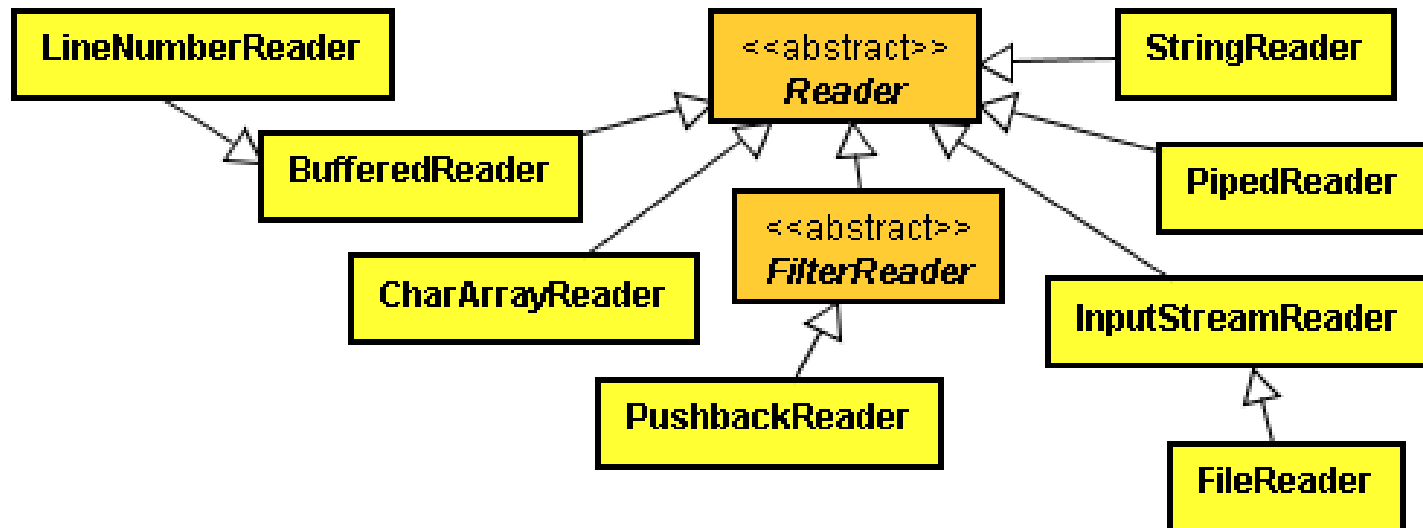 LineNumberReader
<<abstract>>
Reader
StringReader
BufferedReader
PipedReader
<<abstract>>
FilterReader
CharArrayReader
InputStreamReader
PushbackReader
FileReader